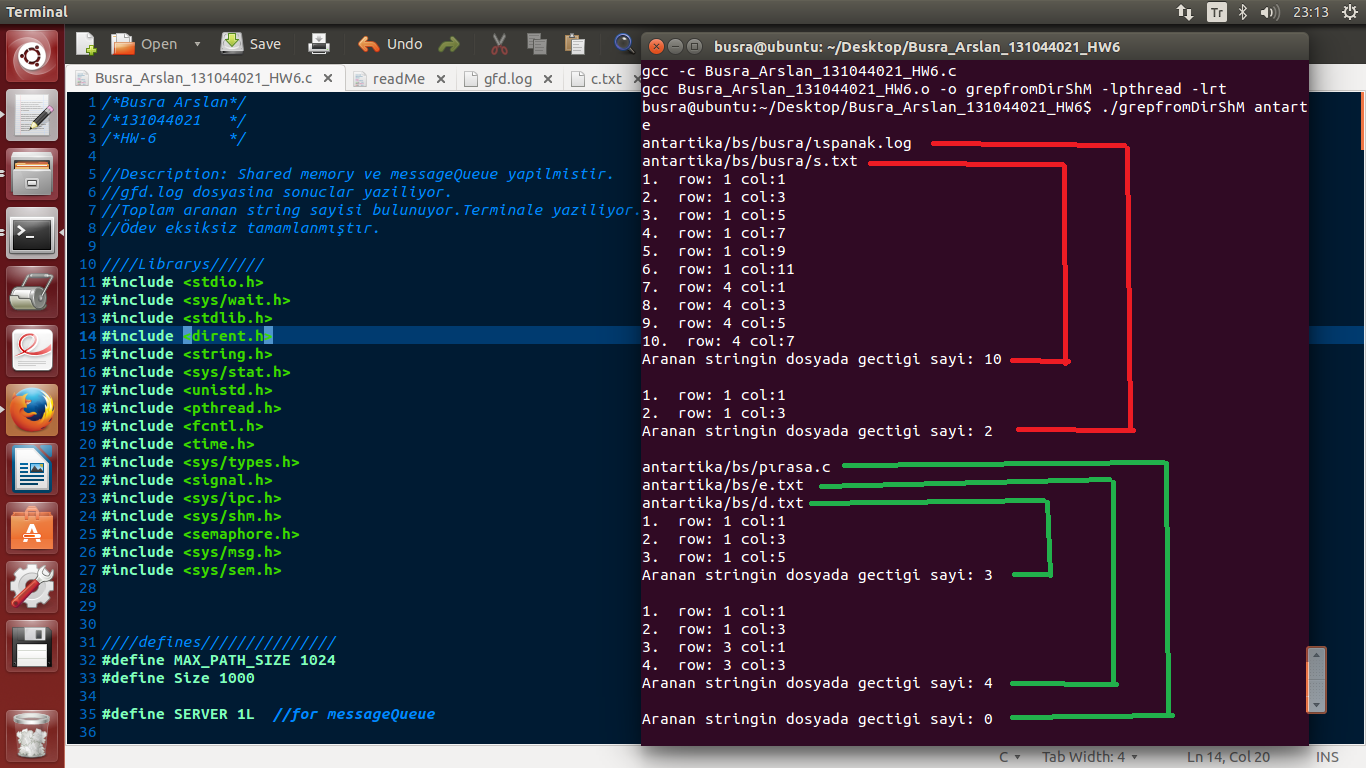 Terminal
Tr
23:13
Open
Save
Undo
busra@ubuntu: ~/Desktop/Busra_Arslan_131044021_HW6
Busra_Arslan_131044021_HW6.c
readMe
gfd.log
c.txt
1 /*Busra Arslan*/
2 /*131044021   */
3 /*HW-6        */
4
5 //Description: Shared memory ve messageQueue yapilmistir.
6 //gfd.log dosyasina sonuclar yaziliyor.
7 //Toplam aranan string sayisi bulunuyor.Terminale yaziliyor.
8 //Ödev eksiksiz tamamlanmıştır.
9
10 ////Librarys//////
11 #include <stdio.h>
12 #include <sys/wait.h>
13 #include <stdlib.h>
14 #include <dirent.h>
15 #include <string.h>
16 #include <sys/stat.h>
17 #include <unistd.h>
18 #include <pthread.h>
19 #include <fcntl.h>
20 #include <time.h>
21 #include <sys/types.h>
22 #include <signal.h>
23 #include <sys/ipc.h>
24 #include <sys/shm.h>
25 #include <semaphore.h>
26 #include <sys/msg.h>
27 #include <sys/sem.h>
28
29
30
31 ////defines///////////////
32 #define MAX_PATH_SIZE 1024
33 #define Size 1000
34
35 #define SERVER 1L  //for messageQueue
36
gcc -c Busra_Arslan_131044021_HW6.c
gcc Busra_Arslan_131044021_HW6.o -o grepfromDirShM -lpthread -lrt
busra@ubuntu:~/Desktop/Busra_Arslan_131044021_HW6$ ./grepfromDirShM antart
e
antartika/bs/busra/ıspanak.log
antartika/bs/busra/s.txt
1.  row: 1 col:1
2.  row: 1 col:3
3.  row: 1 col:5
4.  row: 1 col:7
5.  row: 1 col:9
6.  row: 1 col:11
7.  row: 4 col:1
8.  row: 4 col:3
9.  row: 4 col:5
10.  row: 4 col:7
Aranan stringin dosyada gectigi sayi: 10
1.  row: 1 col:1
2.  row: 1 col:3
Aranan stringin dosyada gectigi sayi: 2
antartika/bs/pırasa.c
antartika/bs/e.txt
antartika/bs/d.txt
1.  row: 1 col:1
2.  row: 1 col:3
3.  row: 1 col:5
Aranan stringin dosyada gectigi sayi: 3
1.  row: 1 col:1
2.  row: 1 col:3
3.  row: 3 col:1
4.  row: 3 col:3
Aranan stringin dosyada gectigi sayi: 4
Aranan stringin dosyada gectigi sayi: 0
C
Tab Width: 4
Ln 14, Col 20
INS